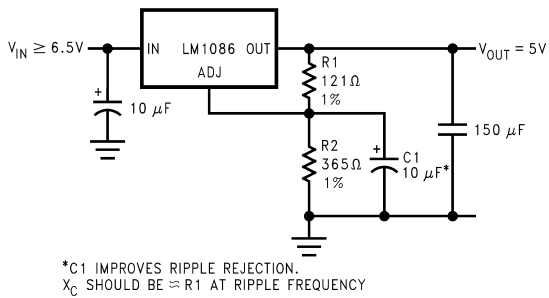 V_IN ≥ 6.5V
IN LM1086 OUT
ADJ
V_OUT = 5V
+
10 μF
R1
121Ω
1%
R2
365Ω
1%
+
C1
10 μF*
150 μF
*C1 IMPROVES RIPPLE REJECTION.
X_C SHOULD BE ≈ R1 AT RIPPLE FREQUENCY